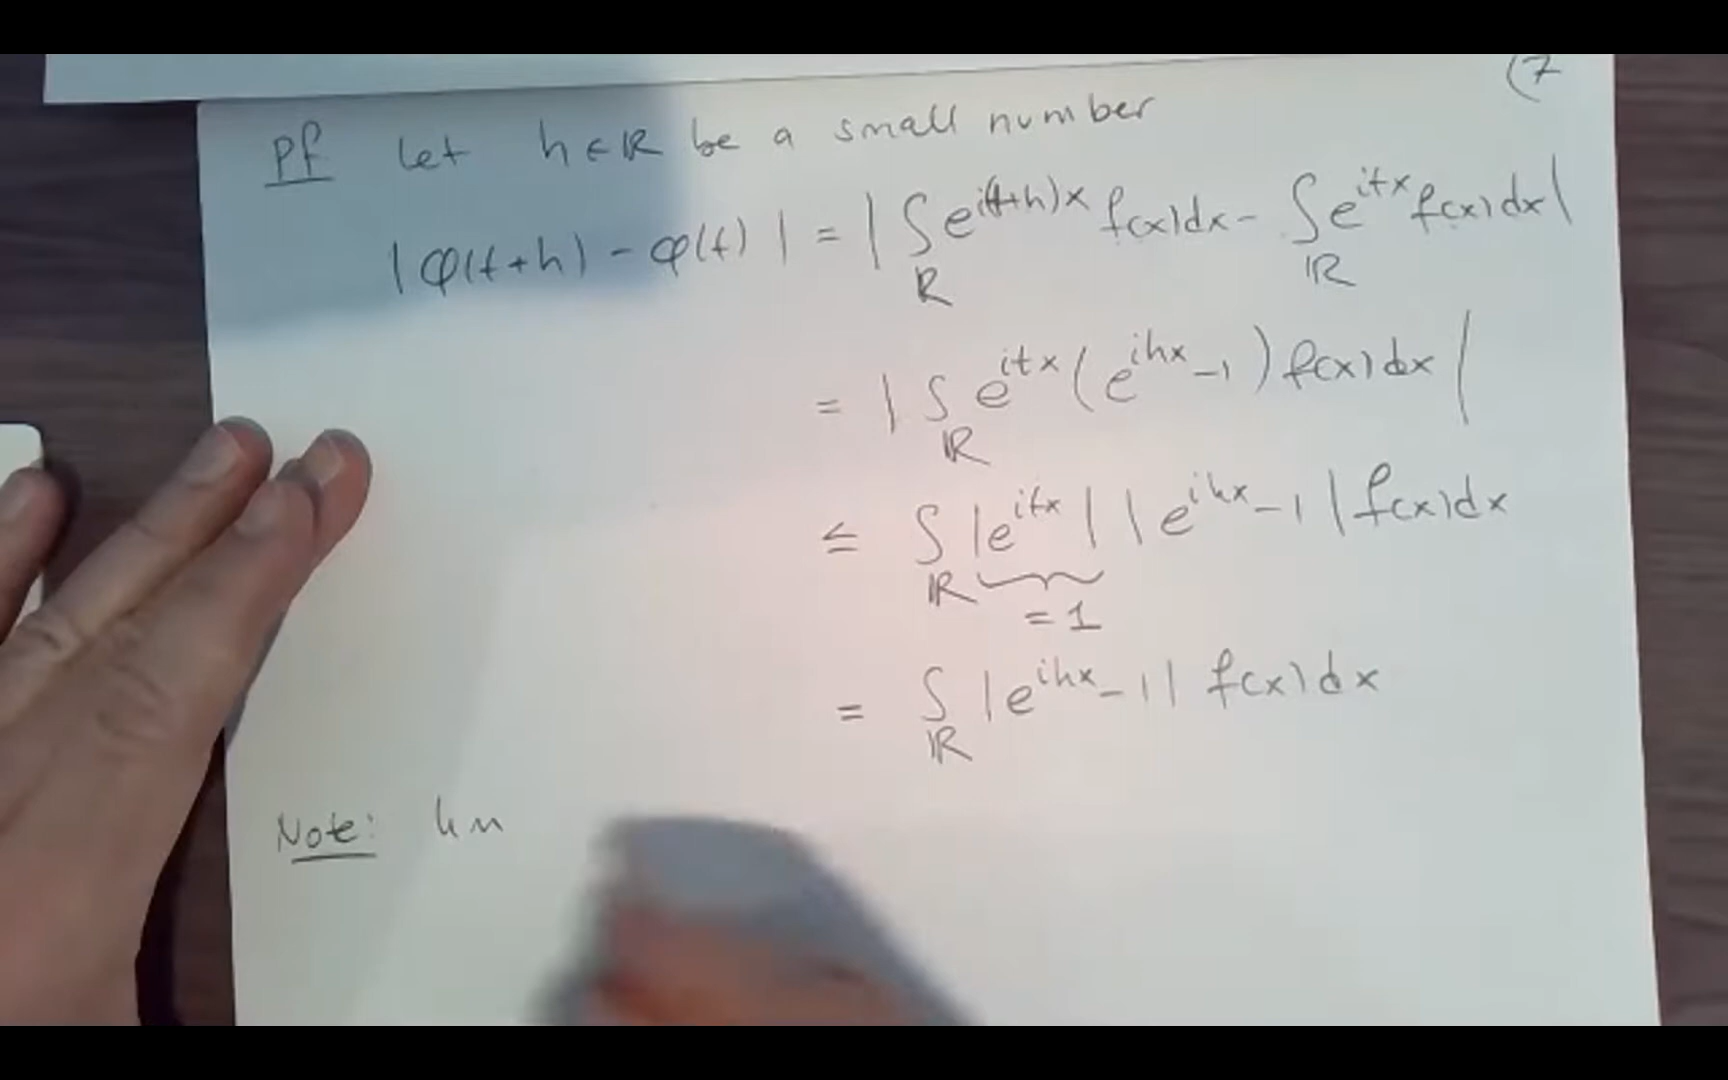 (7
Pf Let h ∈ ℝ be a small number
|φ(t+h) - φ(t)| = | ∫_ℝ e^{i(t+h)x} f(x)dx - ∫_ℝ e^{itx} f(x)dx |
= | ∫_ℝ e^{itx} (e^{ihx} - 1) f(x)dx |
≤ ∫_ℝ |e^{itx}| |e^{ihx} - 1| f(x)dx
= 1
= ∫_ℝ |e^{ihx} - 1| f(x)dx
Note: